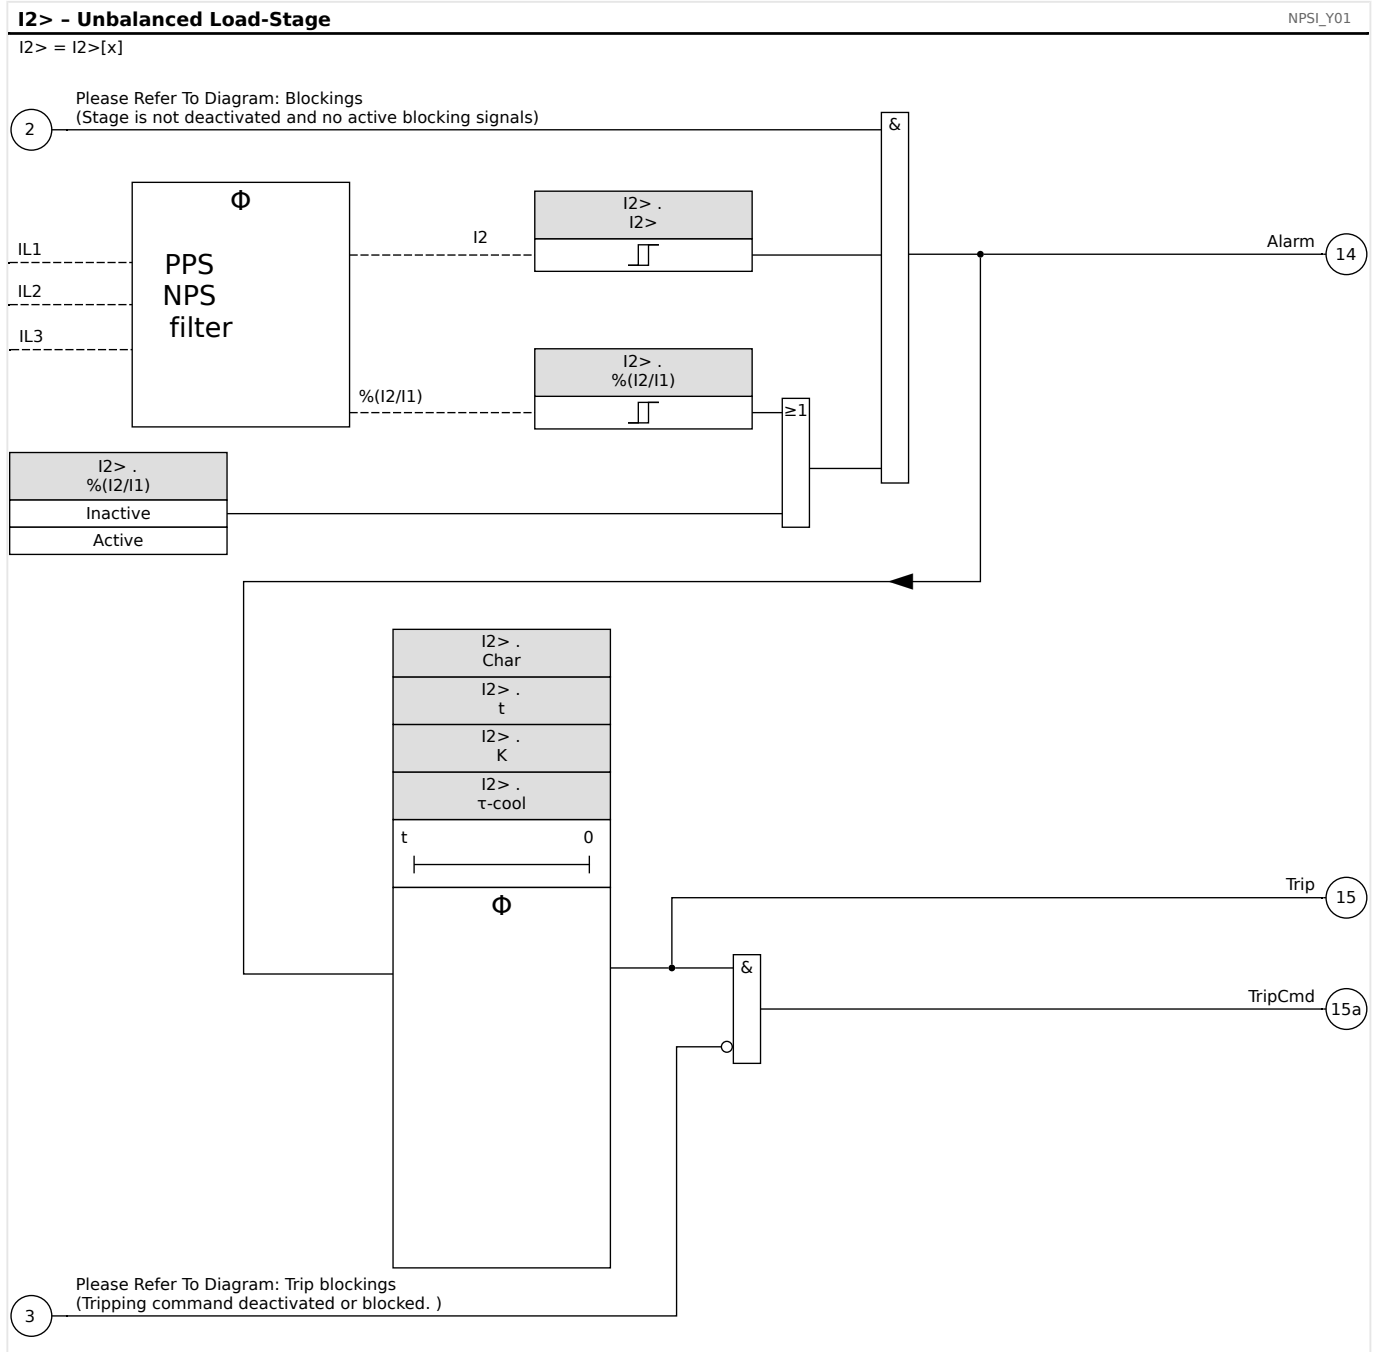 I2> – Unbalanced Load-Stage
NPSI_Y01
I2> = I2>[x]
Please Refer To Diagram: Blockings
(Stage is not deactivated and no active blocking signals)
2
&
Φ
PPS
NPS
filter
IL1
IL2
IL3
I2
I2> .
I2>
Alarm
14
%(I2/I1)
I2> .
%(I2/I1)
≥1
I2> .
%(I2/I1)
Inactive
Active
I2> .
Char
I2> .
t
I2> .
K
I2> .
τ-cool
t 0
Φ
Trip
15
&
TripCmd
15a
Please Refer To Diagram: Trip blockings
(Tripping command deactivated or blocked. )
3